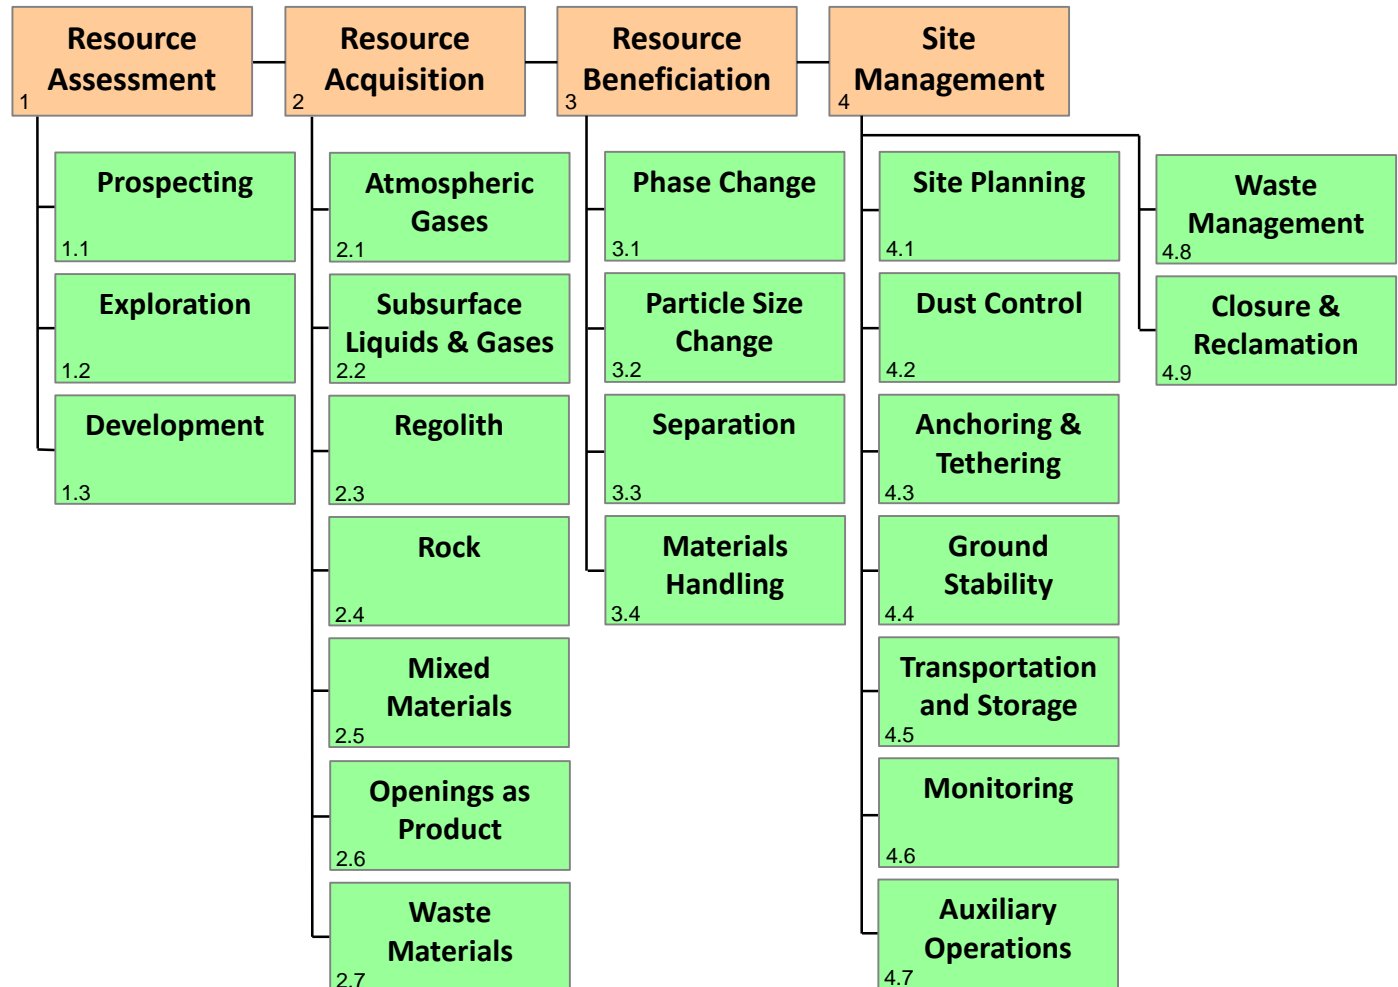 Resource
Assessment
1
Resource
Acquisition
2
Resource
Beneficiation
3
Site
Management
4
Prospecting
1.1
Exploration
1.2
Development
1.3
Atmospheric
Gases
2.1
Subsurface
Liquids & Gases
2.2
Regolith
2.3
Rock
2.4
Mixed
Materials
2.5
Openings as
Product
2.6
Waste
Materials
2.7
Phase Change
3.1
Particle Size
Change
3.2
Separation
3.3
Materials
Handling
3.4
Site Planning
4.1
Dust Control
4.2
Anchoring &
Tethering
4.3
Ground
Stability
4.4
Transportation
and Storage
4.5
Monitoring
4.6
Auxiliary
Operations
4.7
Waste
Management
4.8
Closure &
Reclamation
4.9